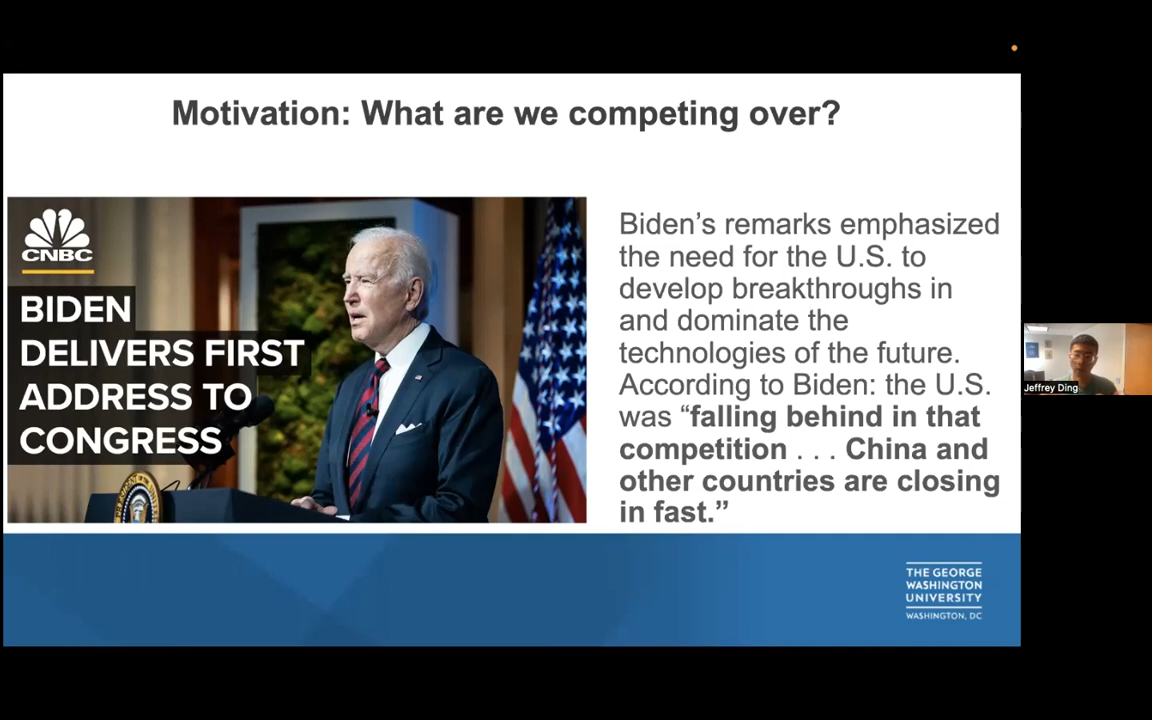 Motivation: What are we competing over?
CNBC
BIDEN
DELIVERS FIRST
ADDRESS TO
CONGRESS
Biden’s remarks emphasized
the need for the U.S. to
develop breakthroughs in
and dominate the
technologies of the future.
According to Biden: the U.S.
was “falling behind in that
competition . . . China and
other countries are closing
in fast.”
Jeffrey Ding
THE GEORGE
WASHINGTON
UNIVERSITY
WASHINGTON, DC